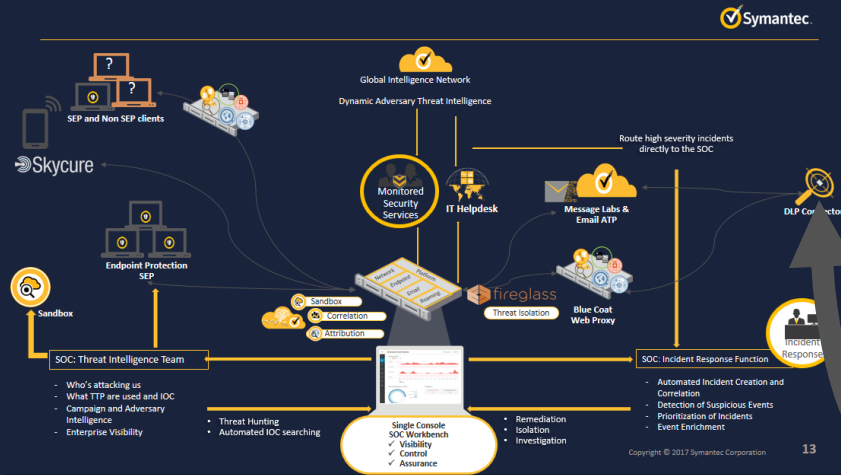 Symantec
Global Intelligence Network
Dynamic Adversary Threat Intelligence
?
?
SEP and Non SEP clients
Route high severity incidents
directly to the SOC
Skycure
Monitored
Security
Services
IT Helpdesk
Message Labs &
Email ATP
DLP Connector
Endpoint Protection
SEP
Network
Endpoint
Email
Platform
Roaming
Sandbox
Sandbox
Correlation
Attribution
fireglass
Threat Isolation
Blue Coat
Web Proxy
Incident
Response
SOC: Threat Intelligence Team
- Who's attacking us
- What TTP are used and IOC
- Campaign and Adversary
Intelligence
- Enterprise Visibility
• Threat Hunting
• Automated IOC searching
Single Console
SOC Workbench
✓ Visibility
✓ Control
✓ Assurance
• Remediation
• Isolation
• Investigation
SOC: Incident Response Function
- Automated Incident Creation and
Correlation
- Detection of Suspicious Events
- Prioritization of Incidents
- Event Enrichment
Copyright © 2017 Symantec Corporation
13